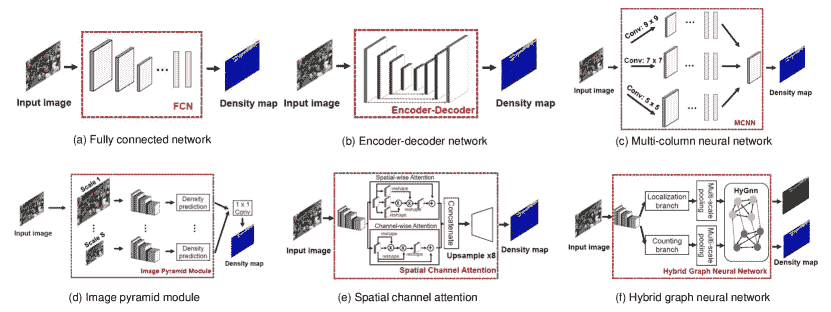 Input image
FCN
Density map
(a) Fully connected network
Input image
Encoder-Decoder
Density map
(b) Encoder-decoder network
Input image
Conv: 9 x 9
Conv: 7 x 7
Conv: 5 x 5
MCNN
Density map
(c) Multi-column neural network
Input image
Scale 1
Scale S
Density
prediction
Density
prediction
1 x 1
Conv
Image Pyramid Module
Density map
(d) Image pyramid module
Input image
Spatial-wise Attention
reshape
reshape
Channel-wise Attention
reshape
reshape
reshape
Concatenate
Upsample x8
Spatial Channel Attention
Density map
(e) Spatial channel attention
Input image
Localization
branch
Counting
branch
Multi-scale
pooling
Multi-scale
pooling
HyGnn
Hybrid Graph Neural Network
Density map
(f) Hybrid graph neural network